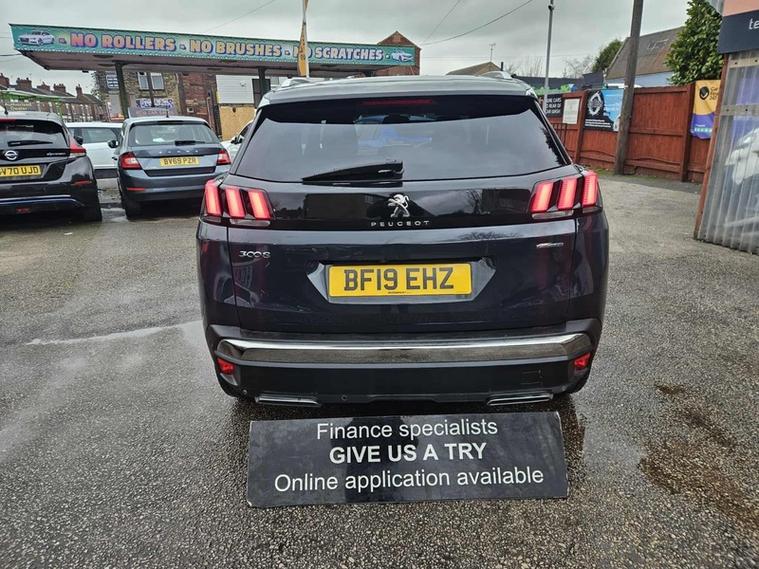 NO ROLLERS - NO BRUSHES - NO SCRATCHES
BV69 PZR
V70 UJD
PEUGEOT
3008
BF19 EHZ
Finance specialists
GIVE US A TRY
Online application available